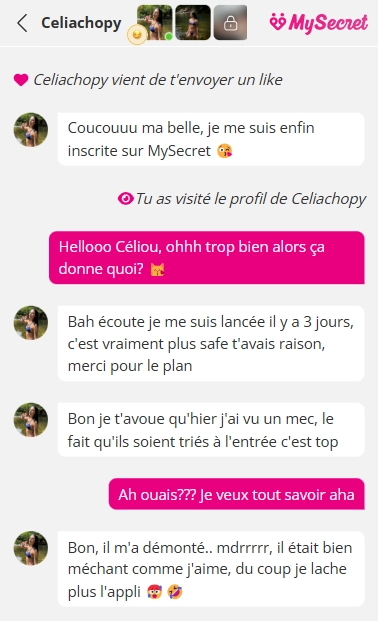 Celiachopy
MySecret
Celiachopy vient de t'envoyer un like
Coucouuu ma belle, je me suis enfin
inscrite sur MySecret 😘
Tu as visité le profil de Celiachopy
Hellooo Céliou, ohhh trop bien alors ça
donne quoi? 😼
Bah écoute je me suis lancée il y a 3 jours,
c'est vraiment plus safe t'avais raison,
merci pour le plan
Bon je t'avoue qu'hier j'ai vu un mec, le
fait qu'ils soient triés à l'entrée c'est top
Ah ouais??? Je veux tout savoir aha
Bon, il m'a démonté.. mdrrrrr, il était bien
méchant comme j'aime, du coup je lache
plus l'appli 🥵 🤣